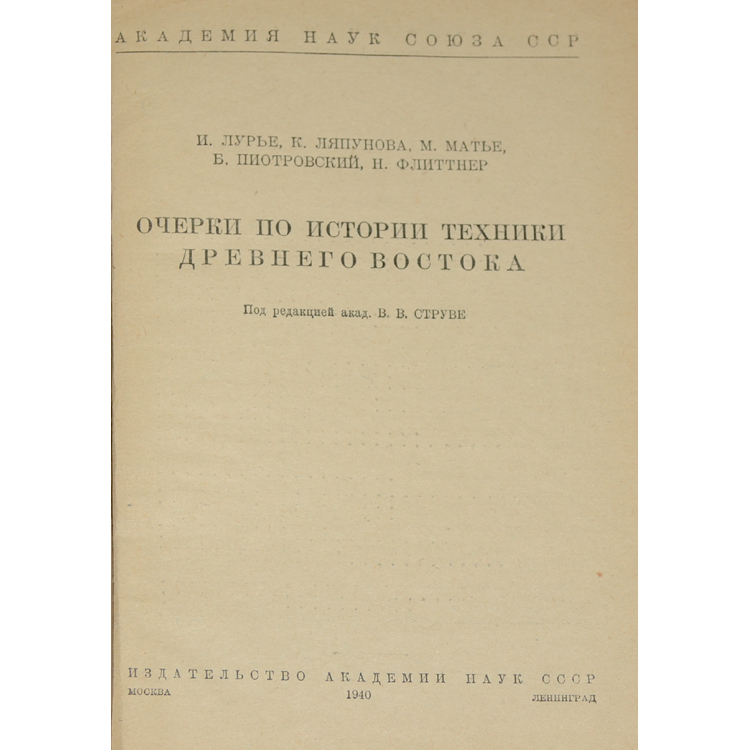 АКАДЕМИЯ НАУК СОЮЗА ССР
И. ЛУРЬЕ, К. ЛЯПУНОВА, М. МАТЬЕ,
Б. ПИОТРОВСКИЙ, Н. ФЛИТТНЕР
ОЧЕРКИ ПО ИСТОРИИ ТЕХНИКИ
ДРЕВНЕГО ВОСТОКА
Под редакцией акад. В. В. СТРУВЕ
ИЗДАТЕЛЬСТВО АКАДЕМИИ НАУК СССР
МОСКВА 1940 ЛЕНИНГРАД